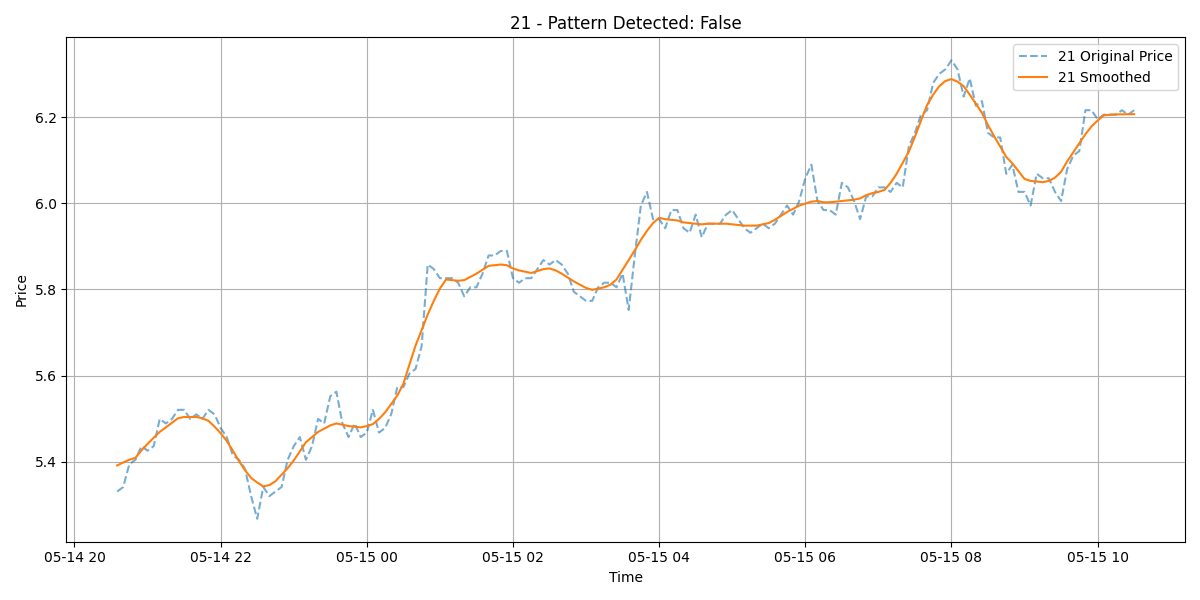 21 - Pattern Detected: False
21 Original Price
21 Smoothed
Price
6.2
6.0
5.8
5.6
5.4
05-14 20 05-14 22 05-15 00 05-15 02 05-15 04 05-15 06 05-15 08 05-15 10
Time